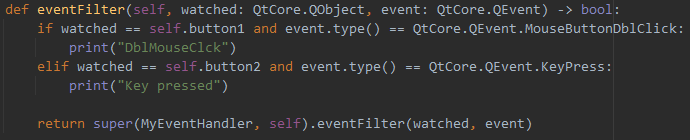 def eventFilter(self, watched: QtCore.QObject, event: QtCore.QEvent) -> bool:
    if watched == self.button1 and event.type() == QtCore.QEvent.MouseButtonDblClick:
        print("DblMouseClck")
    elif watched == self.button2 and event.type() == QtCore.QEvent.KeyPress:
        print("Key pressed")

    return super(MyEventHandler, self).eventFilter(watched, event)